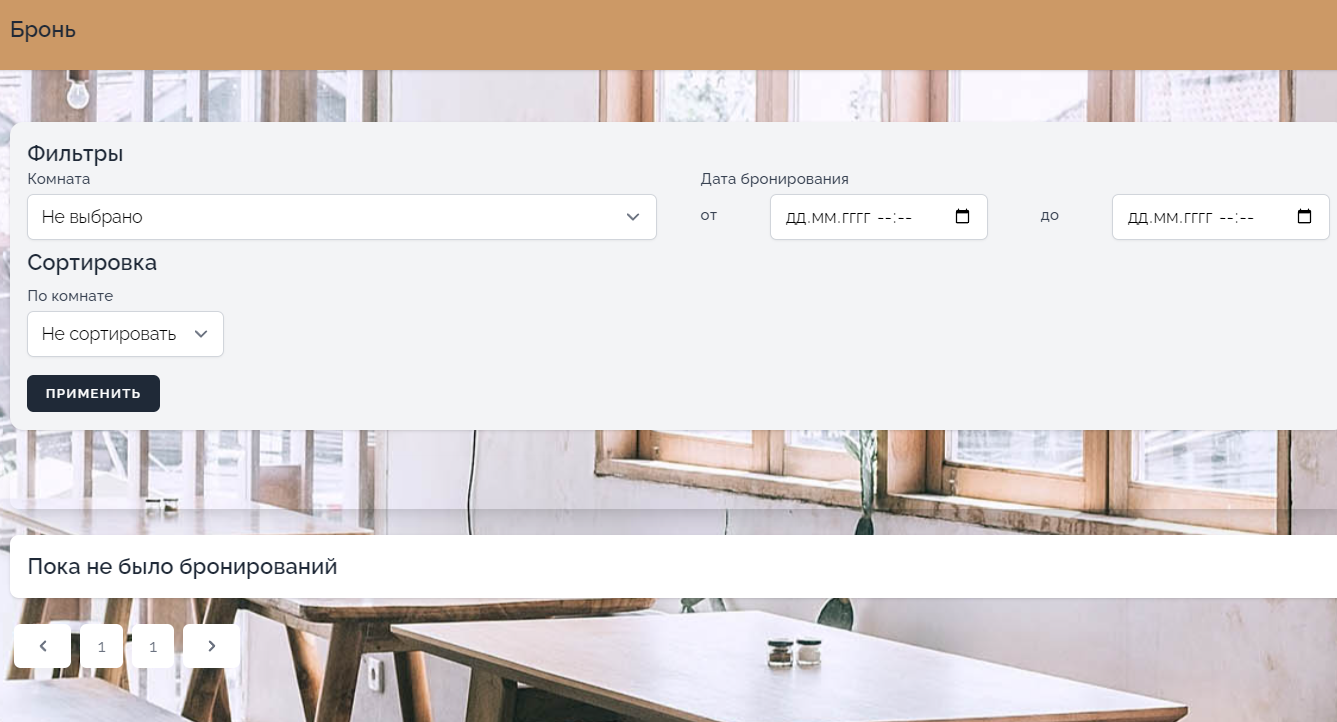 Бронь
Фильтры
Комната
Дата бронирования
Не выбрано
от
дд.мм.гггг --:--
до
дд.мм.гггг --:--
Сортировка
По комнате
Не сортировать
ПРИМЕНИТЬ
Пока не было бронирований
1 1